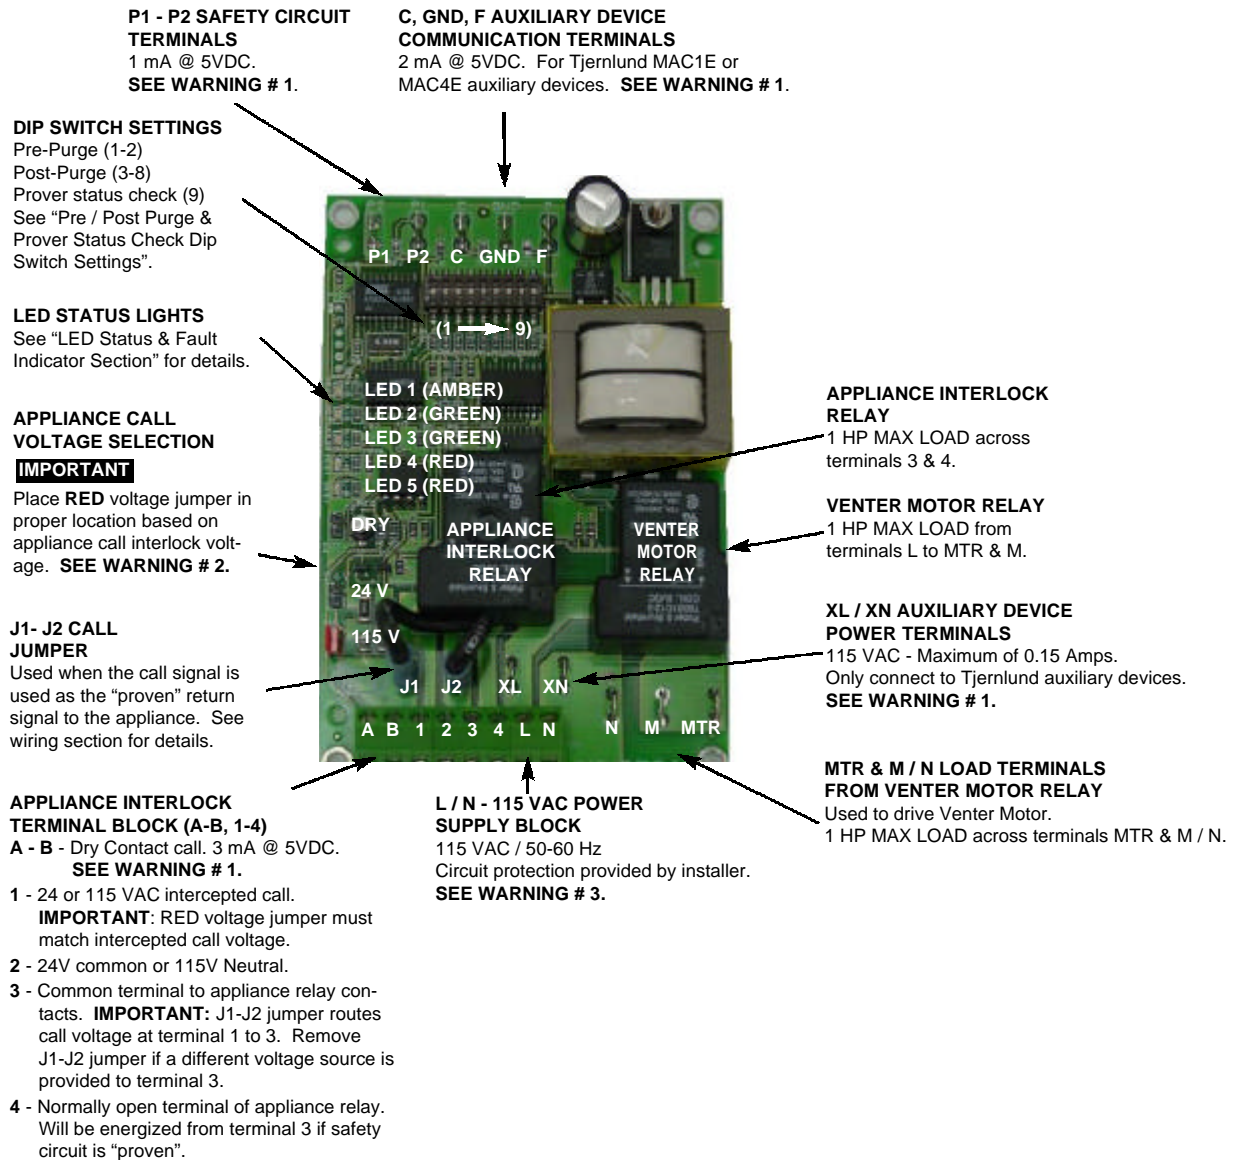 P1 - P2 SAFETY CIRCUIT
TERMINALS
1 mA @ 5VDC.
SEE WARNING # 1.
C, GND, F AUXILIARY DEVICE
COMMUNICATION TERMINALS
2 mA @ 5VDC. For Tjernlund MAC1E or
MAC4E auxiliary devices. SEE WARNING # 1.
DIP SWITCH SETTINGS
Pre-Purge (1-2)
Post-Purge (3-8)
Prover status check (9)
See “Pre / Post Purge &
Prover Status Check Dip
Switch Settings”.
LED STATUS LIGHTS
See “LED Status & Fault
Indicator Section” for details.
APPLIANCE CALL
VOLTAGE SELECTION
IMPORTANT
Place RED voltage jumper in
proper location based on
appliance call interlock volt-
age. SEE WARNING # 2.
J1- J2 CALL
JUMPER
Used when the call signal is
used as the “proven” return
signal to the appliance. See
wiring section for details.
P1 P2 C GND F
(1 9)
LED 1 (AMBER)
LED 2 (GREEN)
LED 3 (GREEN)
LED 4 (RED)
LED 5 (RED)
DRY
24 V
115 V
APPLIANCE
INTERLOCK
RELAY
VENTER
MOTOR
RELAY
J1 J2 XL XN
A B 1 2 3 4 L N
N M MTR
APPLIANCE INTERLOCK
RELAY
1 HP MAX LOAD across
terminals 3 & 4.
VENTER MOTOR RELAY
1 HP MAX LOAD from
terminals L to MTR & M.
XL / XN AUXILIARY DEVICE
POWER TERMINALS
115 VAC - Maximum of 0.15 Amps.
Only connect to Tjernlund auxiliary devices.
SEE WARNING # 1.
MTR & M / N LOAD TERMINALS
FROM VENTER MOTOR RELAY
Used to drive Venter Motor.
1 HP MAX LOAD across terminals MTR & M / N.
APPLIANCE INTERLOCK
TERMINAL BLOCK (A-B, 1-4)
A - B - Dry Contact call. 3 mA @ 5VDC.
SEE WARNING # 1.
1 - 24 or 115 VAC intercepted call.
IMPORTANT: RED voltage jumper must
match intercepted call voltage.
2 - 24V common or 115V Neutral.
3 - Common terminal to appliance relay con-
tacts. IMPORTANT: J1-J2 jumper routes
call voltage at terminal 1 to 3. Remove
J1-J2 jumper if a different voltage source is
provided to terminal 3.
4 - Normally open terminal of appliance relay.
Will be energized from terminal 3 if safety
circuit is “proven”.
L / N - 115 VAC POWER
SUPPLY BLOCK
115 VAC / 50-60 Hz
Circuit protection provided by installer.
SEE WARNING # 3.